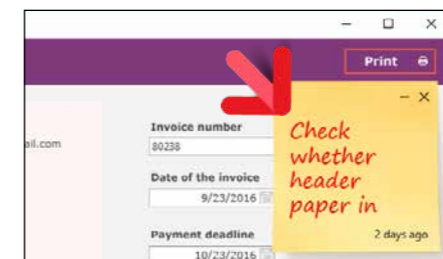 Print
ail.com
Invoice number
80238
Date of the invoice
9/23/2016
Payment deadline
10/23/2016
Check
whether
header
paper in
2 days ago